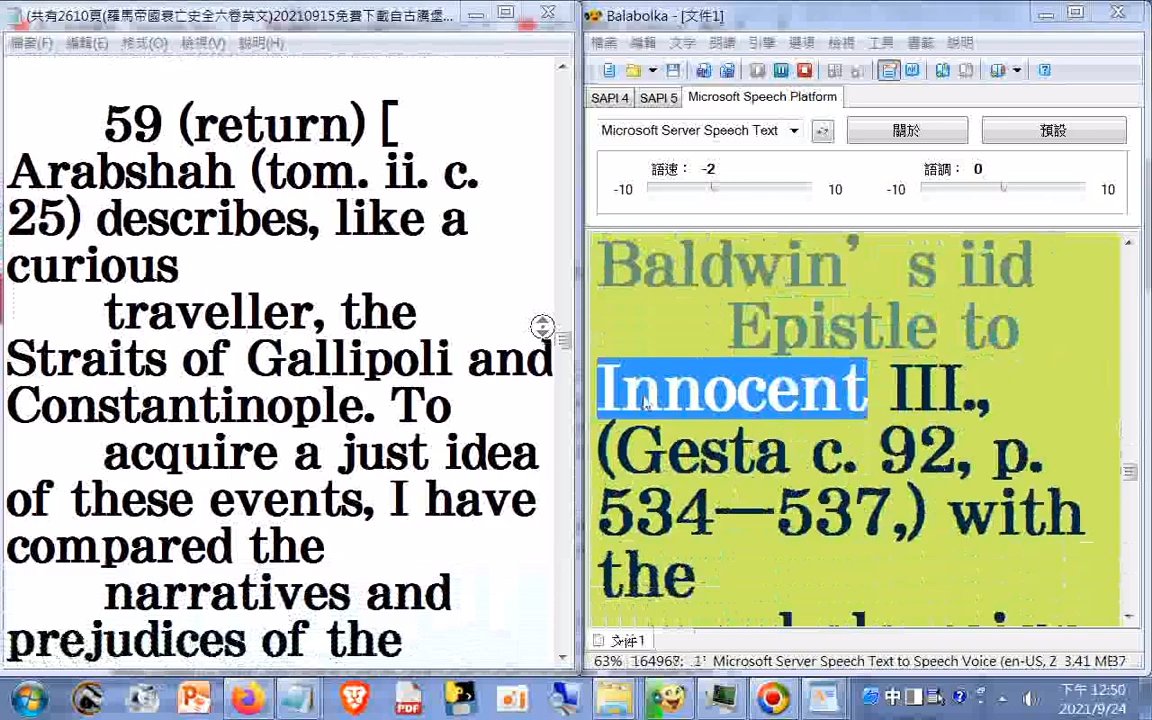 (共有2610頁(羅馬帝國衰亡史全六卷英文)20210915免費下載自古騰堡...
檔案(F) 編輯(E) 格式(O) 檢視(V) 說明(H)
59 (return) [
Arabshah (tom. ii. c.
25) describes, like a
curious
traveller, the
Straits of Gallipoli and
Constantinople. To
acquire a just idea
of these events, I have
compared the
narratives and
prejudices of the
Balabolka - [文件1]
檔案 編輯 文字 朗讀 引擎 選項 檢視 工具 書籤 說明
SAPI 4 SAPI 5 Microsoft Speech Platform
Microsoft Server Speech Text 關於 預設
語速： -2 語調： 0
-10 10 -10 10
Baldwin’s iid
Epistle to
Innocent III.,
(Gesta c. 92, p.
534—537,) with
the
文件1
63% 164967: 1' Microsoft Server Speech Text to Speech Voice (en-US, Z 3.41 MB
中
下午 12:50
2021/9/24